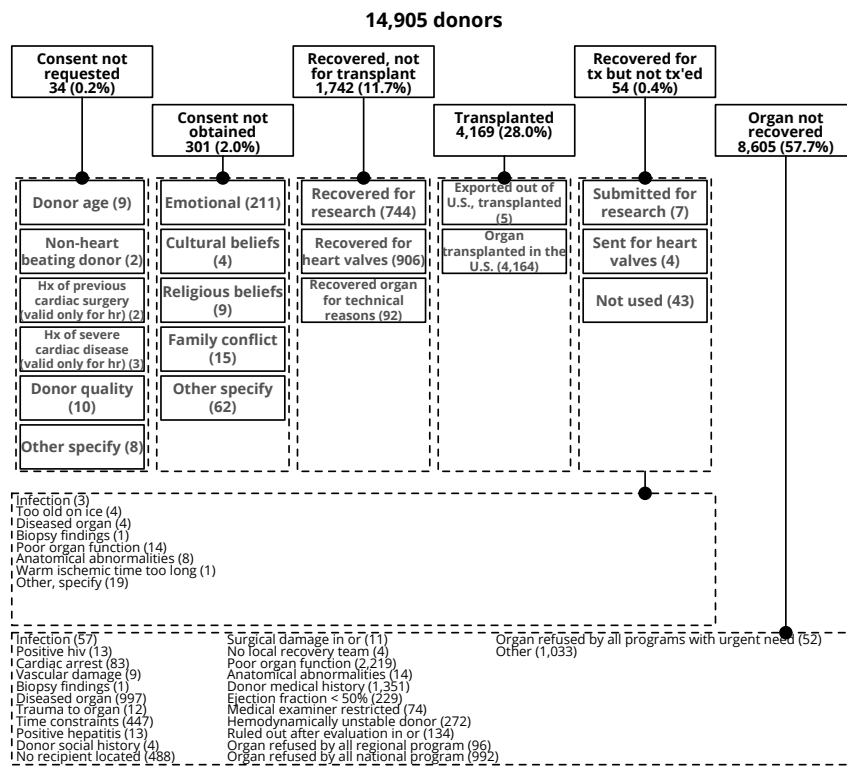 14,905 donors
Consent not
requested
34 (0.2%)
Recovered, not
for transplant
1,742 (11.7%)
Recovered for
tx but not tx'ed
54 (0.4%)
Consent not
obtained
301 (2.0%)
Transplanted
4,169 (28.0%)
Organ not
recovered
8,605 (57.7%)
Donor age (9)
Non-heart
beating donor (2)
Hx of previous
cardiac surgery
(valid only for hr) (2)
Hx of severe
cardiac disease
(valid only for hr) (3)
Donor quality
(10)
Other specify (8)
Emotional (211)
Cultural beliefs
(4)
Religious beliefs
(9)
Family conflict
(15)
Other specify
(62)
Recovered for
research (744)
Recovered for
heart valves (906)
Recovered organ
for technical
reasons (92)
Exported out of
U.S., transplanted
(5)
Organ
transplanted in the
U.S. (4,164)
Submitted for
research (7)
Sent for heart
valves (4)
Not used (43)
Infection (3)
Too old on ice (4)
Diseased organ (4)
Biopsy findings (1)
Poor organ function (14)
Anatomical abnormalities (8)
Warm ischemic time too long (1)
Other, specify (19)
Infection (57)
Positive hiv (13)
Cardiac arrest (83)
Vascular damage (9)
Biopsy findings (1)
Diseased organ (997)
Trauma to organ (12)
Time constraints (447)
Positive hepatitis (13)
Donor social history (4)
No recipient located (488)
Surgical damage in or (11)
No local recovery team (4)
Poor organ function (2,219)
Anatomical abnormalities (14)
Donor medical history (1,351)
Ejection fraction < 50% (229)
Medical examiner restricted (74)
Hemodynamically unstable donor (272)
Ruled out after evaluation in or (134)
Organ refused by all regional program (96)
Organ refused by all national program (992)
Organ refused by all programs with urgent need (52)
Other (1,033)